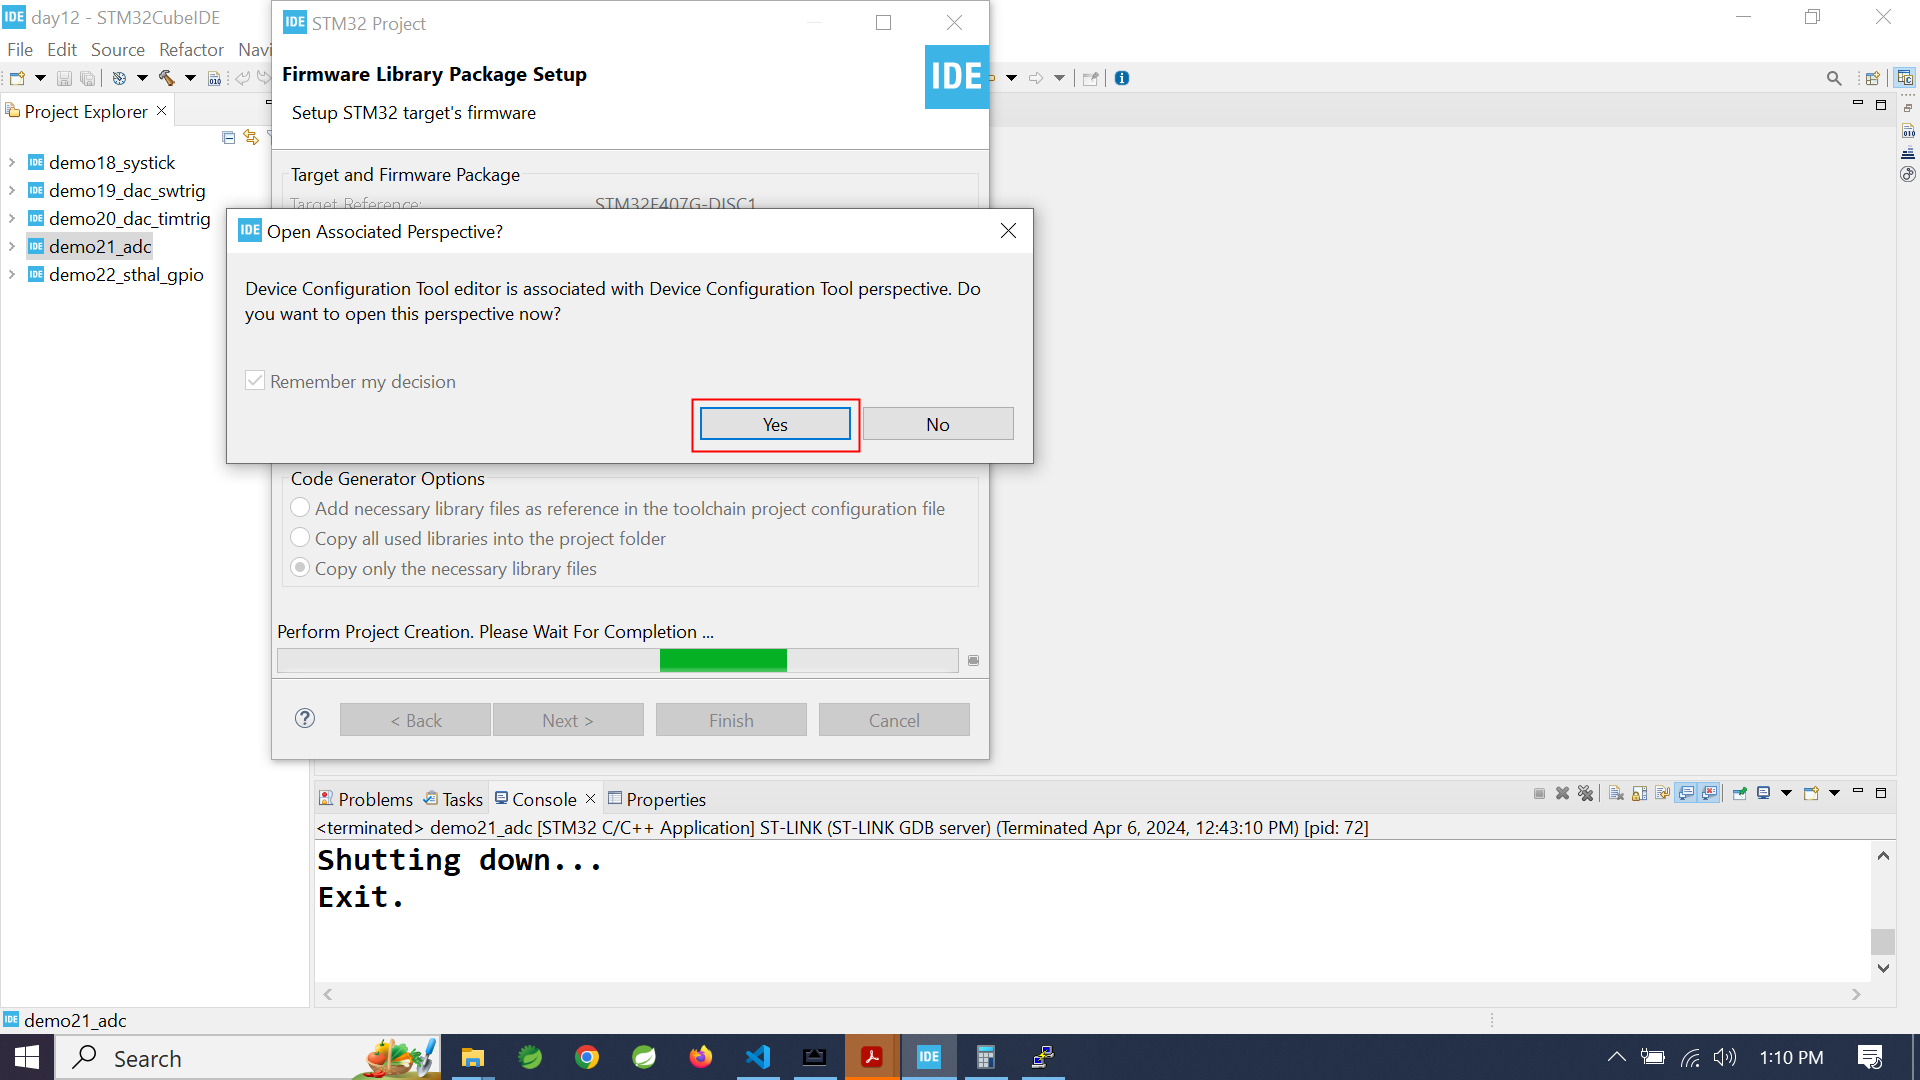 IDE day12 - STM32CubeIDE
File Edit Source Refactor Navi
Project Explorer
IDE demo18_systick
IDE demo19_dac_swtrig
IDE demo20_dac_timtrig
IDE demo21_adc
IDE demo22_sthal_gpio
IDE STM32 Project
Firmware Library Package Setup
Setup STM32 target's firmware
IDE
Target and Firmware Package
Target Reference: STM32F407G-DISC1
IDE Open Associated Perspective?
Device Configuration Tool editor is associated with Device Configuration Tool perspective. Do
you want to open this perspective now?
Remember my decision
Yes No
Code Generator Options
Add necessary library files as reference in the toolchain project configuration file
Copy all used libraries into the project folder
Copy only the necessary library files
Perform Project Creation. Please Wait For Completion ...
? < Back Next > Finish Cancel
Problems Tasks Console Properties
<terminated> demo21_adc [STM32 C/C++ Application] ST-LINK (ST-LINK GDB server) (Terminated Apr 6, 2024, 12:43:10 PM) [pid: 72]
Shutting down...
Exit.
IDE demo21_adc
Search
IDE
1:10 PM